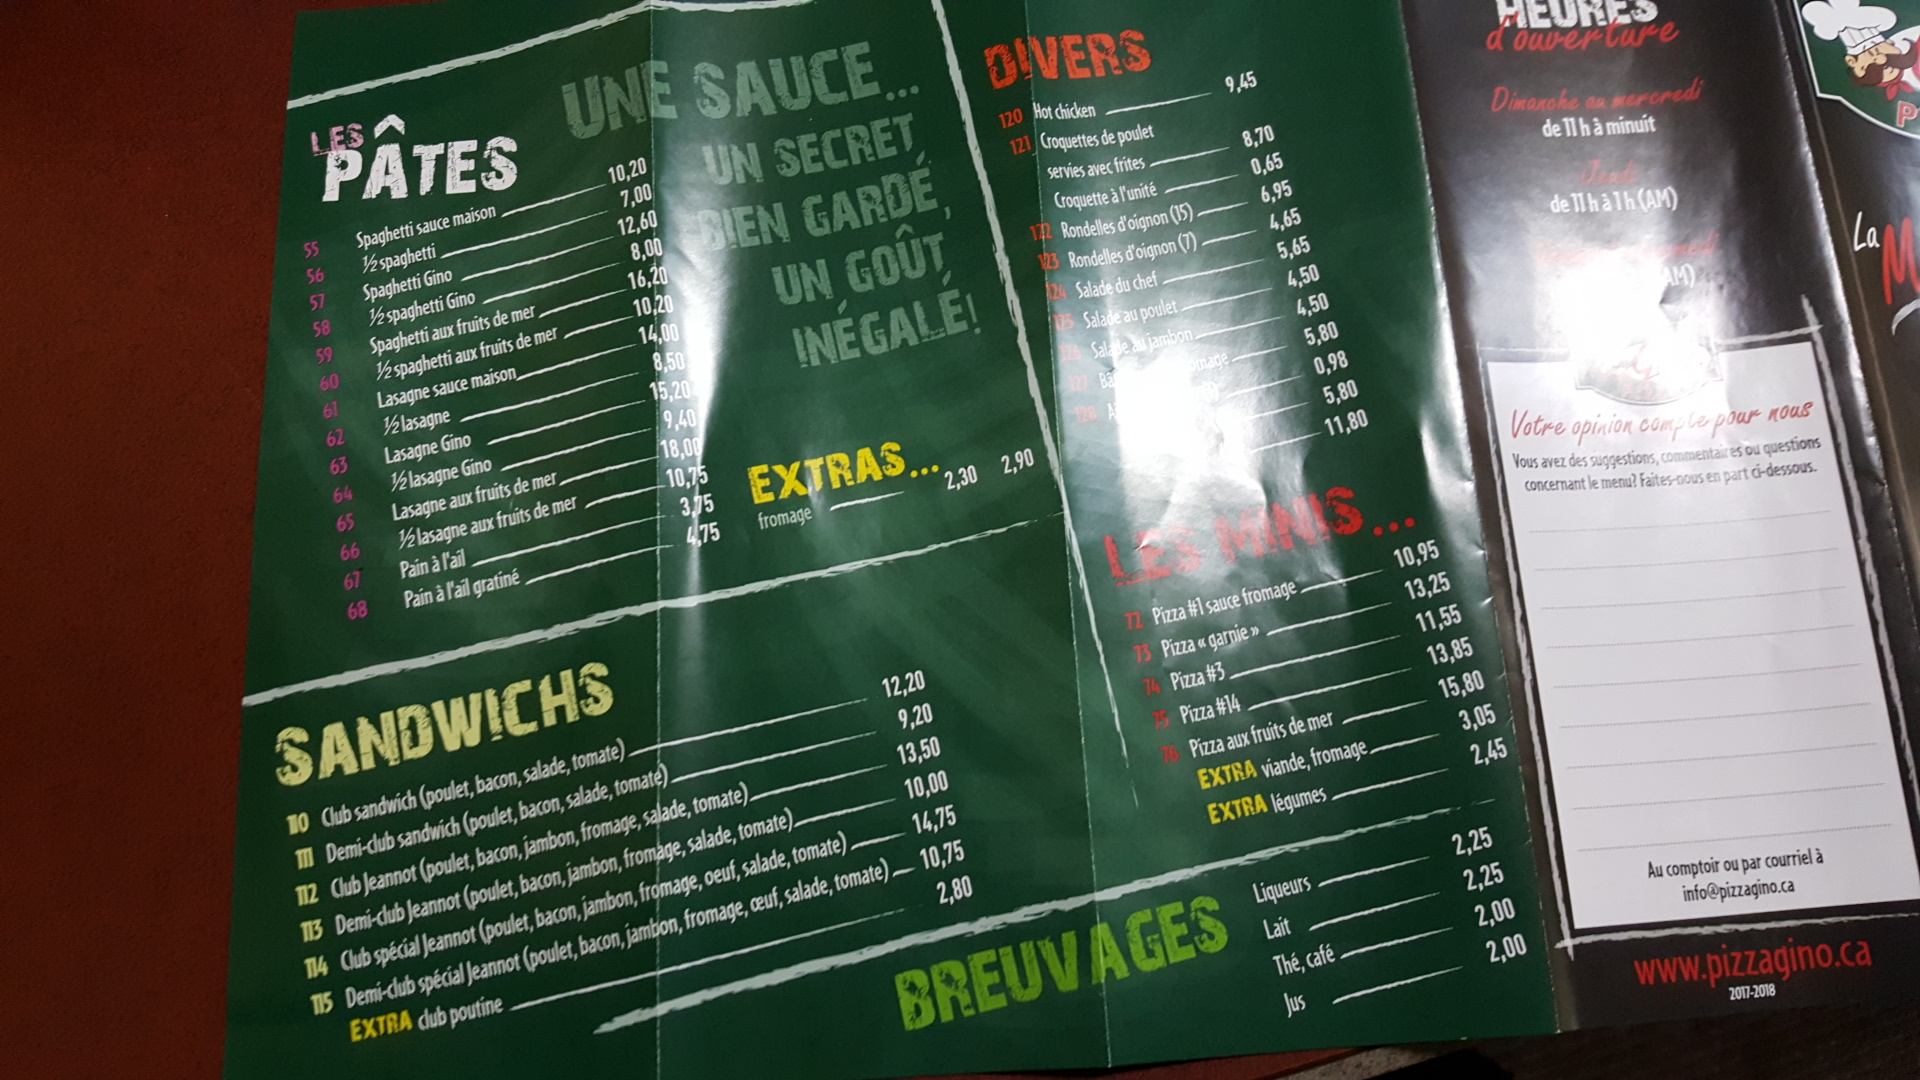 LES
PÂTES
55 Spaghetti sauce maison 10,20
56 ½ spaghetti 7,00
57 Spaghetti Gino 12,60
58 ½ spaghetti Gino 8,00
59 Spaghetti aux fruits de mer 16,20
60 ½ spaghetti aux fruits de mer 10,20
61 Lasagne sauce maison 14,00
62 ½ lasagne 8,50
63 Lasagne Gino 15,20
64 ½ lasagne Gino 9,40
65 Lasagne aux fruits de mer 18,00
66 ½ lasagne aux fruits de mer 10,75
67 Pain à l'ail 3,75
68 Pain à l'ail gratiné 4,75
UNE SAUCE...
UN SECRET
BIEN GARDÉ,
UN GOÛT
INÉGALÉ!
EXTRAS...
fromage 2,30 2,90
SANDWICHS
110 Club sandwich (poulet, bacon, salade, tomate) 12,20
111 Demi-club sandwich (poulet, bacon, salade, tomate) 9,20
112 Club Jeannot (poulet, bacon, jambon, fromage, salade, tomate) 13,50
113 Demi-club Jeannot (poulet, bacon, jambon, fromage, salade, tomate) 10,00
114 Club spécial Jeannot (poulet, bacon, jambon, fromage, oeuf, salade, tomate) 14,75
115 Demi-club spécial Jeannot (poulet, bacon, jambon, fromage, œuf, salade, tomate) 10,75
EXTRA club poutine 2,80
DIVERS
120 Hot chicken 9,45
121 Croquettes de poulet
servies avec frites 8,70
Croquette à l'unité 0,65
122 Rondelles d'oignon (15) 6,95
123 Rondelles d'oignon (7) 4,65
124 Salade du chef 5,65
125 Salade au poulet 4,50
126 Salade au jambon 4,50
127 5,80
128 0,98
5,80
11,80
LES MINIS...
72 Pizza #1 sauce fromage 10,95
73 Pizza « garnie » 13,25
74 Pizza #3 11,55
75 Pizza #14 13,85
76 Pizza aux fruits de mer 15,80
EXTRA viande, fromage 3,05
EXTRA légumes 2,45
BREUVAGES
Liqueurs 2,25
Lait 2,25
Thé, café 2,00
Jus 2,00
HEURES
d'ouverture
Dimanche au mercredi
de 11 h à minuit
Jeudi
de 11 h à 1 h (AM)
AM)
Votre opinion compte pour nous
Vous avez des suggestions, commentaires ou questions
concernant le menu? Faites-nous en part ci-dessous.
Au comptoir ou par courriel à
info@pizzagino.ca
www.pizzagino.ca
2017-2018
La